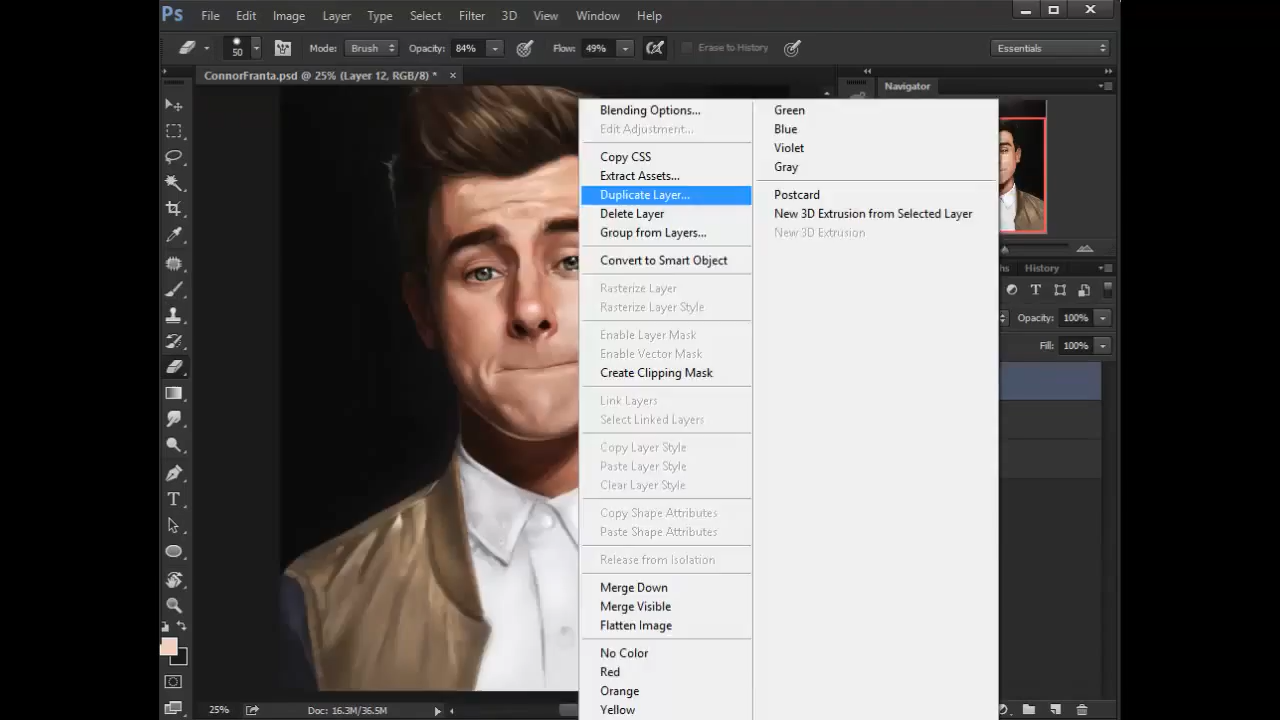 Ps File Edit Image Layer Type Select Filter 3D View Window Help
50 Mode: Brush Opacity: 84% Flow: 49% Erase to History Essentials
ConnorFranta.psd @ 25% (Layer 12, RGB/8) *
Navigator
Blending Options...
Edit Adjustment...
Copy CSS
Extract Assets...
Duplicate Layer...
Delete Layer
Group from Layers...
Convert to Smart Object
Rasterize Layer
Rasterize Layer Style
Enable Layer Mask
Enable Vector Mask
Create Clipping Mask
Link Layers
Select Linked Layers
Copy Layer Style
Paste Layer Style
Clear Layer Style
Copy Shape Attributes
Paste Shape Attributes
Release from Isolation
Merge Down
Merge Visible
Flatten Image
No Color
Red
Orange
Yellow
Green
Blue
Violet
Gray
Postcard
New 3D Extrusion from Selected Layer
New 3D Extrusion
hs History
Opacity: 100%
Fill: 100%
25% Doc: 16.3M/36.5M